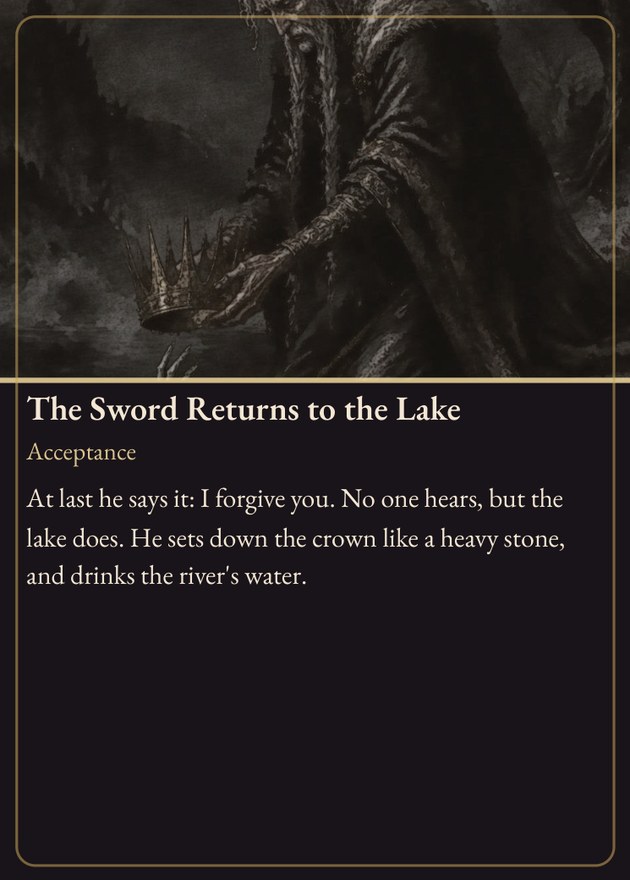 The Sword Returns to the Lake
Acceptance
At last he says it: I forgive you. No one hears, but the
lake does. He sets down the crown like a heavy stone,
and drinks the river's water.